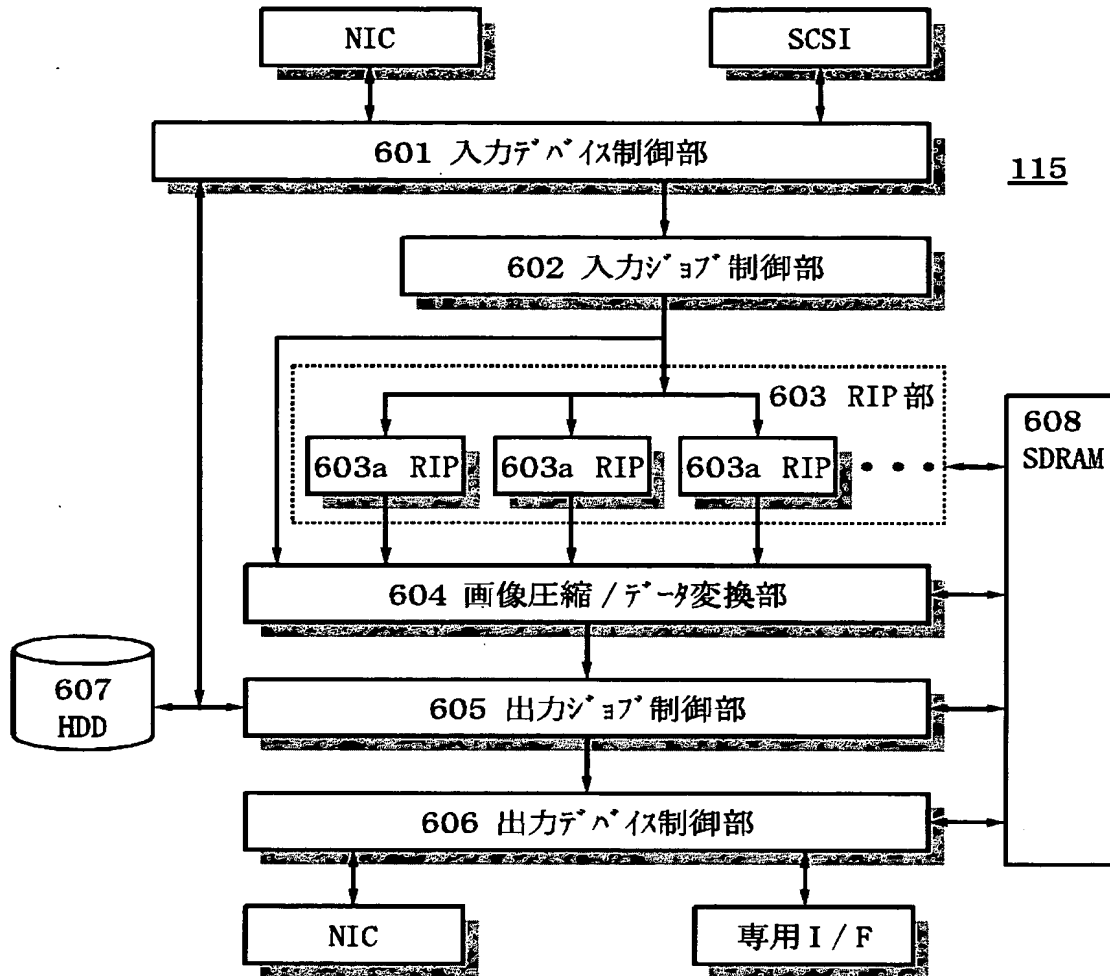 NIC
SCSI
601 入力ﾃﾞﾊﾞｲｽ制御部
115
602 入力ｼﾞｮﾌﾞ制御部
603 RIP部
608
SDRAM
603a RIP
603a RIP
603a RIP
・・・
604 画像圧縮/ﾃﾞｰﾀ変換部
607
HDD
605 出力ｼﾞｮﾌﾞ制御部
606 出力ﾃﾞﾊﾞｲｽ制御部
NIC
専用I/F